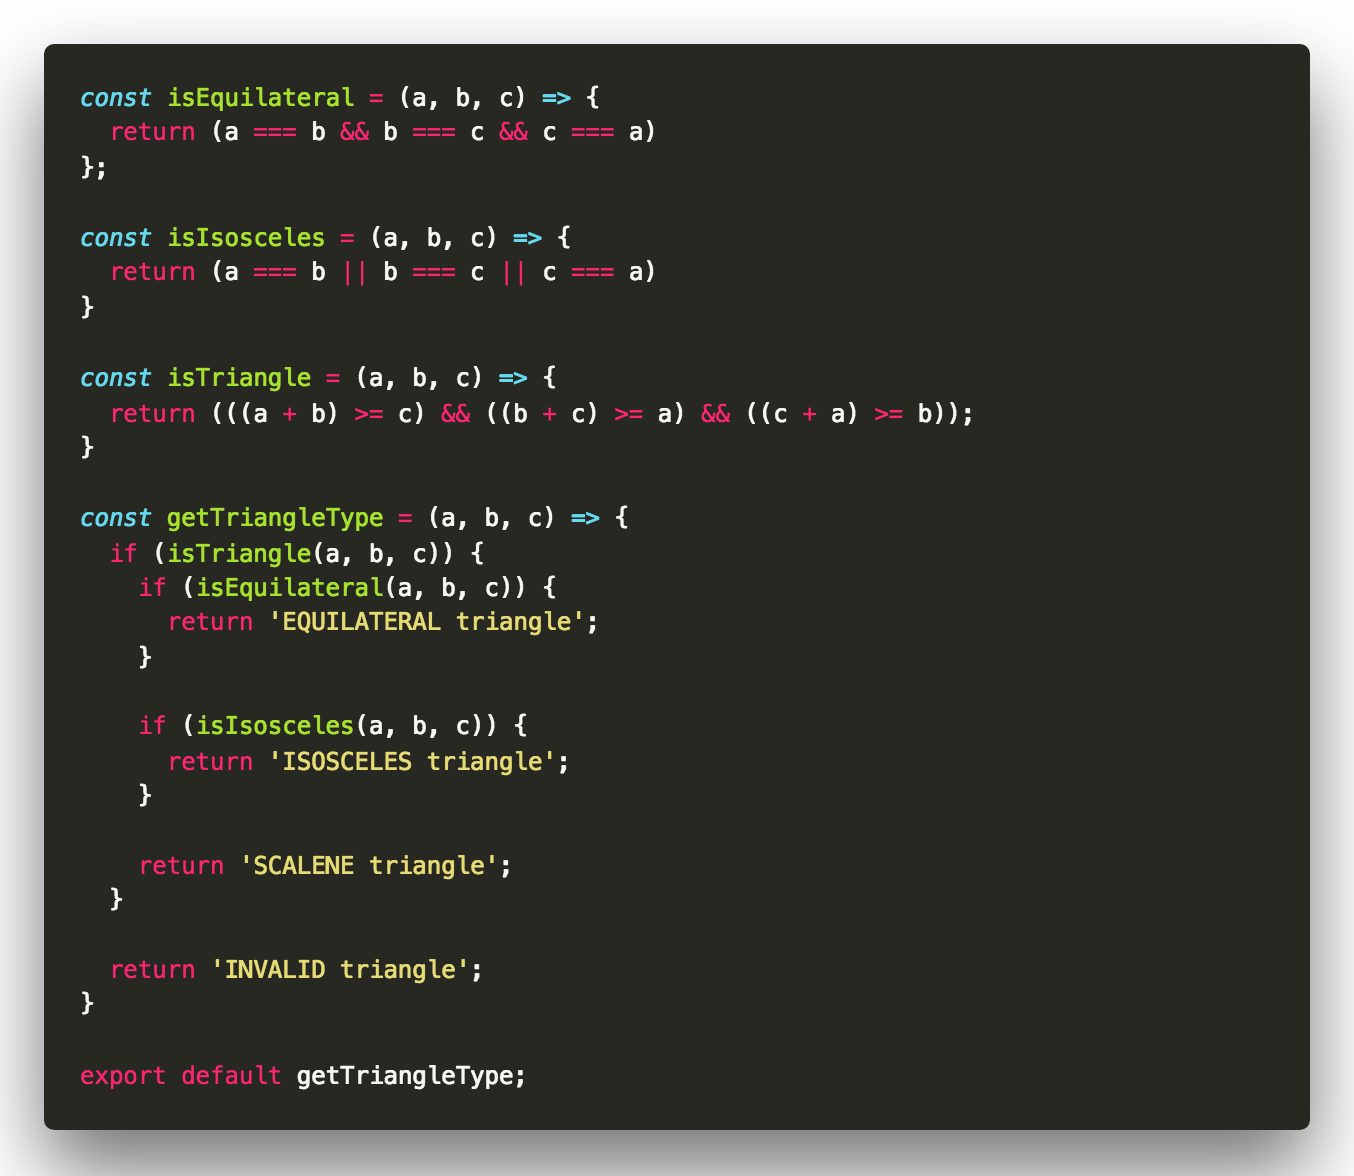 const isEquilateral = (a, b, c) => {
  return (a === b && b === c && c === a)
};

const isIsosceles = (a, b, c) => {
  return (a === b || b === c || c === a)
}

const isTriangle = (a, b, c) => {
  return (((a + b) >= c) && ((b + c) >= a) && ((c + a) >= b));
}

const getTriangleType = (a, b, c) => {
  if (isTriangle(a, b, c)) {
    if (isEquilateral(a, b, c)) {
      return 'EQUILATERAL triangle';
    }

    if (isIsosceles(a, b, c)) {
      return 'ISOSCELES triangle';
    }

    return 'SCALENE triangle';
  }

  return 'INVALID triangle';
}

export default getTriangleType;